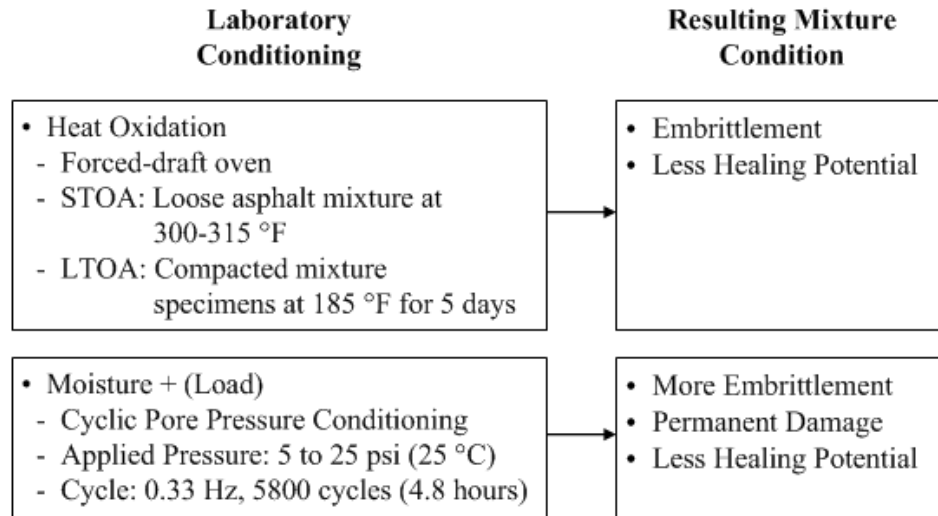 Laboratory
Conditioning
Resulting Mixture
Condition
• Heat Oxidation
- Forced-draft oven
- STOA: Loose asphalt mixture at
300-315 °F
- LTOA: Compacted mixture
specimens at 185 °F for 5 days
• Embrittlement
• Less Healing Potential
• Moisture + (Load)
- Cyclic Pore Pressure Conditioning
- Applied Pressure: 5 to 25 psi (25 °C)
- Cycle: 0.33 Hz, 5800 cycles (4.8 hours)
• More Embrittlement
• Permanent Damage
• Less Healing Potential